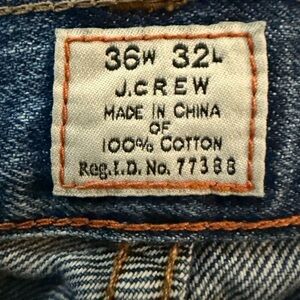 36W 32L
J.CREW
MADE IN CHINA
OF
100% COTTON
Reg.I.D. No. 77388